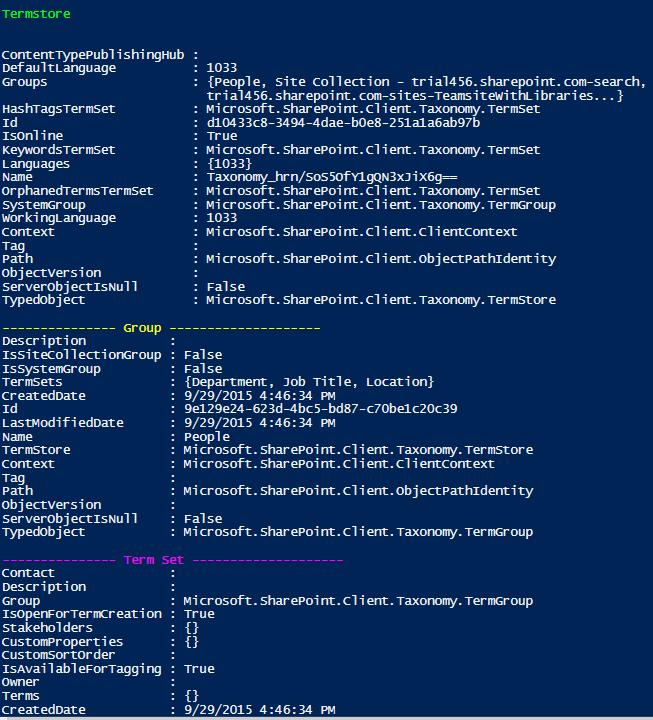 Termstore
ContentTypePublishingHub :
DefaultLanguage : 1033
Groups : {People, Site Collection - trial456.sharepoint.com-search,
trial456.sharepoint.com-sites-TeamsiteWithLibraries...}
HashTagsTermSet : Microsoft.SharePoint.Client.Taxonomy.TermSet
Id : d10433c8-3494-4dae-b0e8-251a1a6ab97b
IsOnline : True
KeywordsTermSet : Microsoft.SharePoint.Client.Taxonomy.TermSet
Languages : {1033}
Name : Taxonomy_hrn/SoS5OfY1gQN3xJiX6g==
OrphanedTermsTermSet : Microsoft.SharePoint.Client.Taxonomy.TermSet
SystemGroup : Microsoft.SharePoint.Client.Taxonomy.TermGroup
WorkingLanguage : 1033
Context : Microsoft.SharePoint.Client.ClientContext
Tag :
Path : Microsoft.SharePoint.Client.ObjectPathIdentity
ObjectVersion :
ServerObjectIsNull : False
TypedObject : Microsoft.SharePoint.Client.Taxonomy.TermStore
--------------- Group --------------------
Description :
IsSiteCollectionGroup : False
IsSystemGroup : False
TermSets : {Department, Job Title, Location}
CreatedDate : 9/29/2015 4:46:34 PM
Id : 9e129e24-623d-4bc5-bd87-c70be1c20c39
LastModifiedDate : 9/29/2015 4:46:34 PM
Name : People
TermStore : Microsoft.SharePoint.Client.Taxonomy.TermStore
Context : Microsoft.SharePoint.Client.ClientContext
Tag :
Path : Microsoft.SharePoint.Client.ObjectPathIdentity
ObjectVersion :
ServerObjectIsNull : False
TypedObject : Microsoft.SharePoint.Client.Taxonomy.TermGroup
--------------- Term Set --------------------
Contact :
Description :
Group : Microsoft.SharePoint.Client.Taxonomy.TermGroup
IsOpenForTermCreation : True
Stakeholders : {}
CustomProperties : {}
CustomSortOrder :
IsAvailableForTagging : True
Owner :
Terms : {}
CreatedDate : 9/29/2015 4:46:34 PM